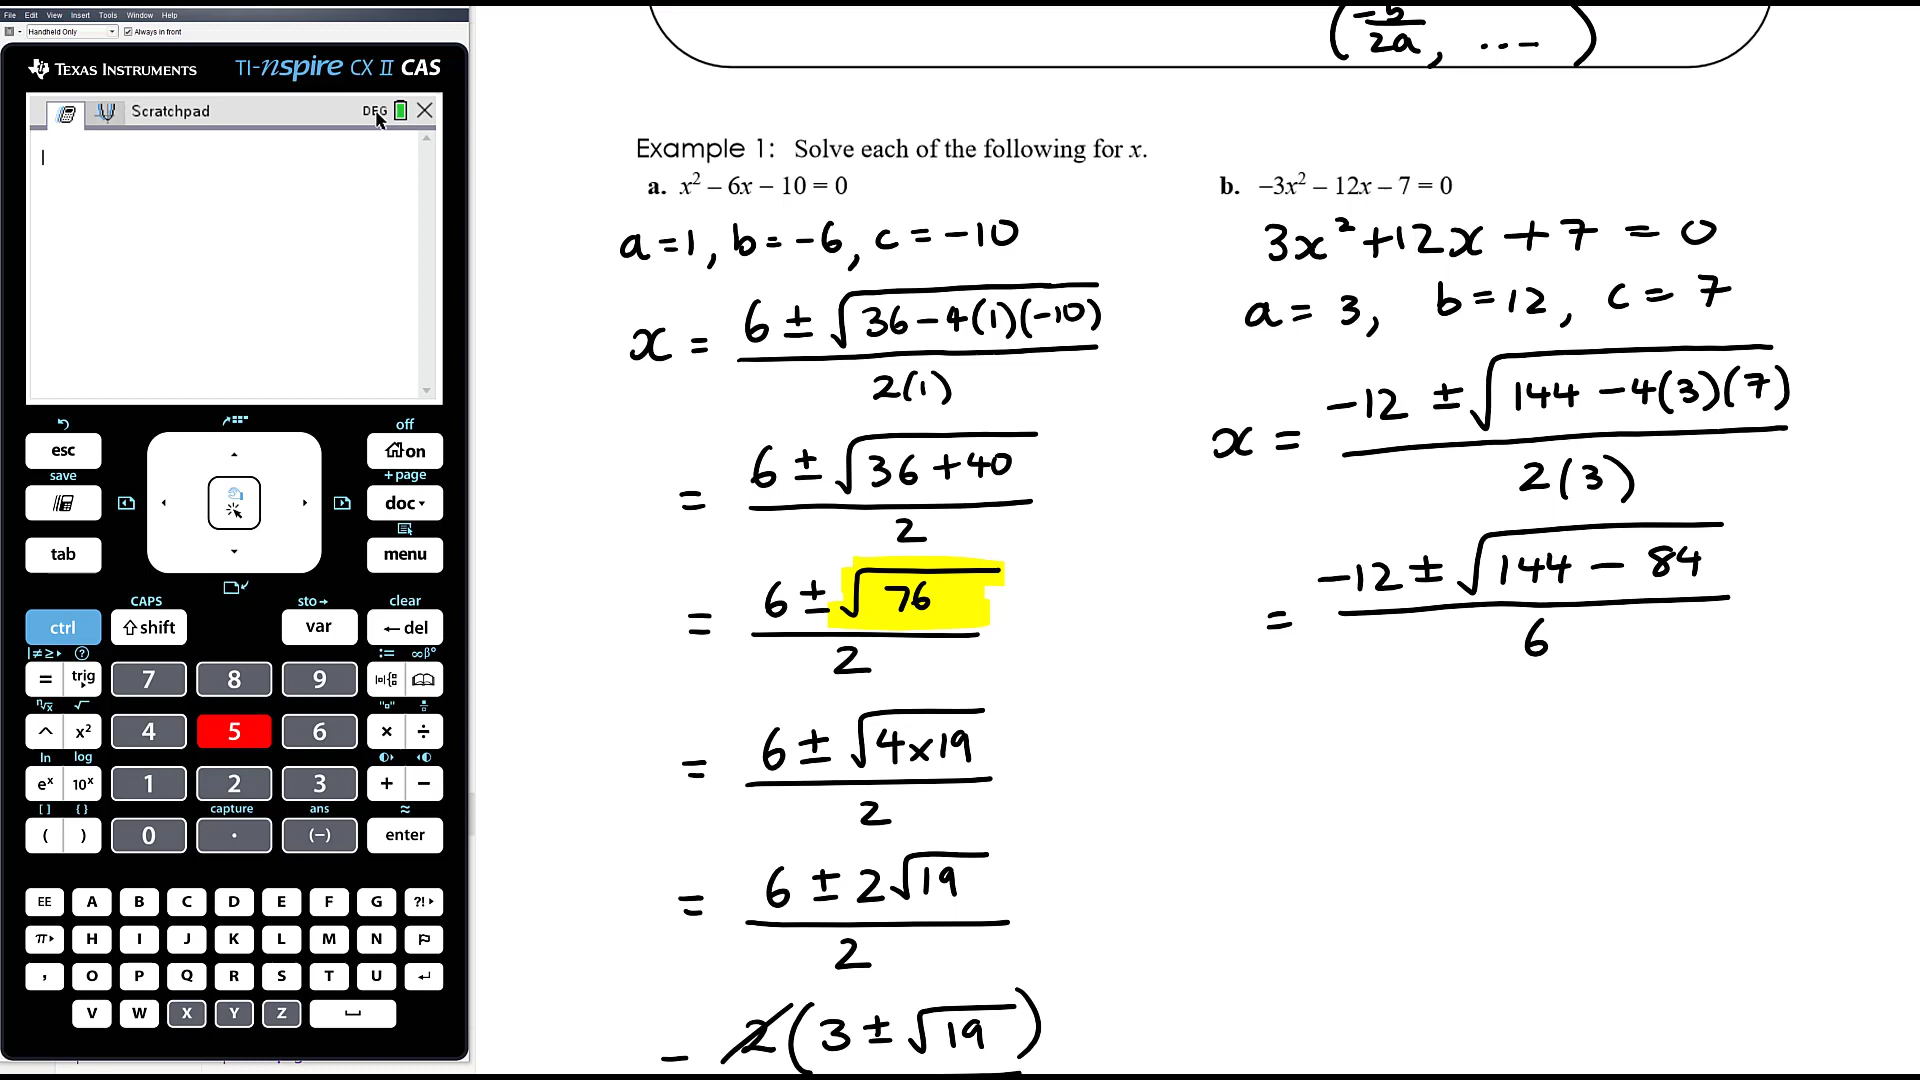 File Edit View Insert Tools Window Help
Handheld Only Always in front
TEXAS INSTRUMENTS TI-nspire CX II CAS
Scratchpad DEG
off
esc on
save +page
doc
tab menu
CAPS sto→ clear
ctrl shift var ← del
|≠≥▸ ? := ∞β°
= trig 7 8 9 |□|{
ⁿ√x √ "□"
^ x² 4 5 6 × ÷
ln log
eˣ 10ˣ 1 2 3 + −
[ ] { } capture ans ≈
( ) 0 . (−) enter
EE A B C D E F G ?!▸
π▸ H I J K L M N
, O P Q R S T U ↵
V W X Y Z
(-b/2a, ...)
Example 1: Solve each of the following for x.
a. x² – 6x – 10 = 0
a=1, b=-6, c=-10
x = (6 ± √(36-4(1)(-10)))/2(1)
= (6 ± √(36+40))/2
= (6 ± √76)/2
= (6 ± √(4×19))/2
= (6 ± 2√19)/2
= 2(3 ± √19)
b. –3x² – 12x – 7 = 0
3x²+12x+7=0
a=3, b=12, c=7
x = (-12 ± √(144-4(3)(7)))/2(3)
= (-12 ± √(144-84))/6